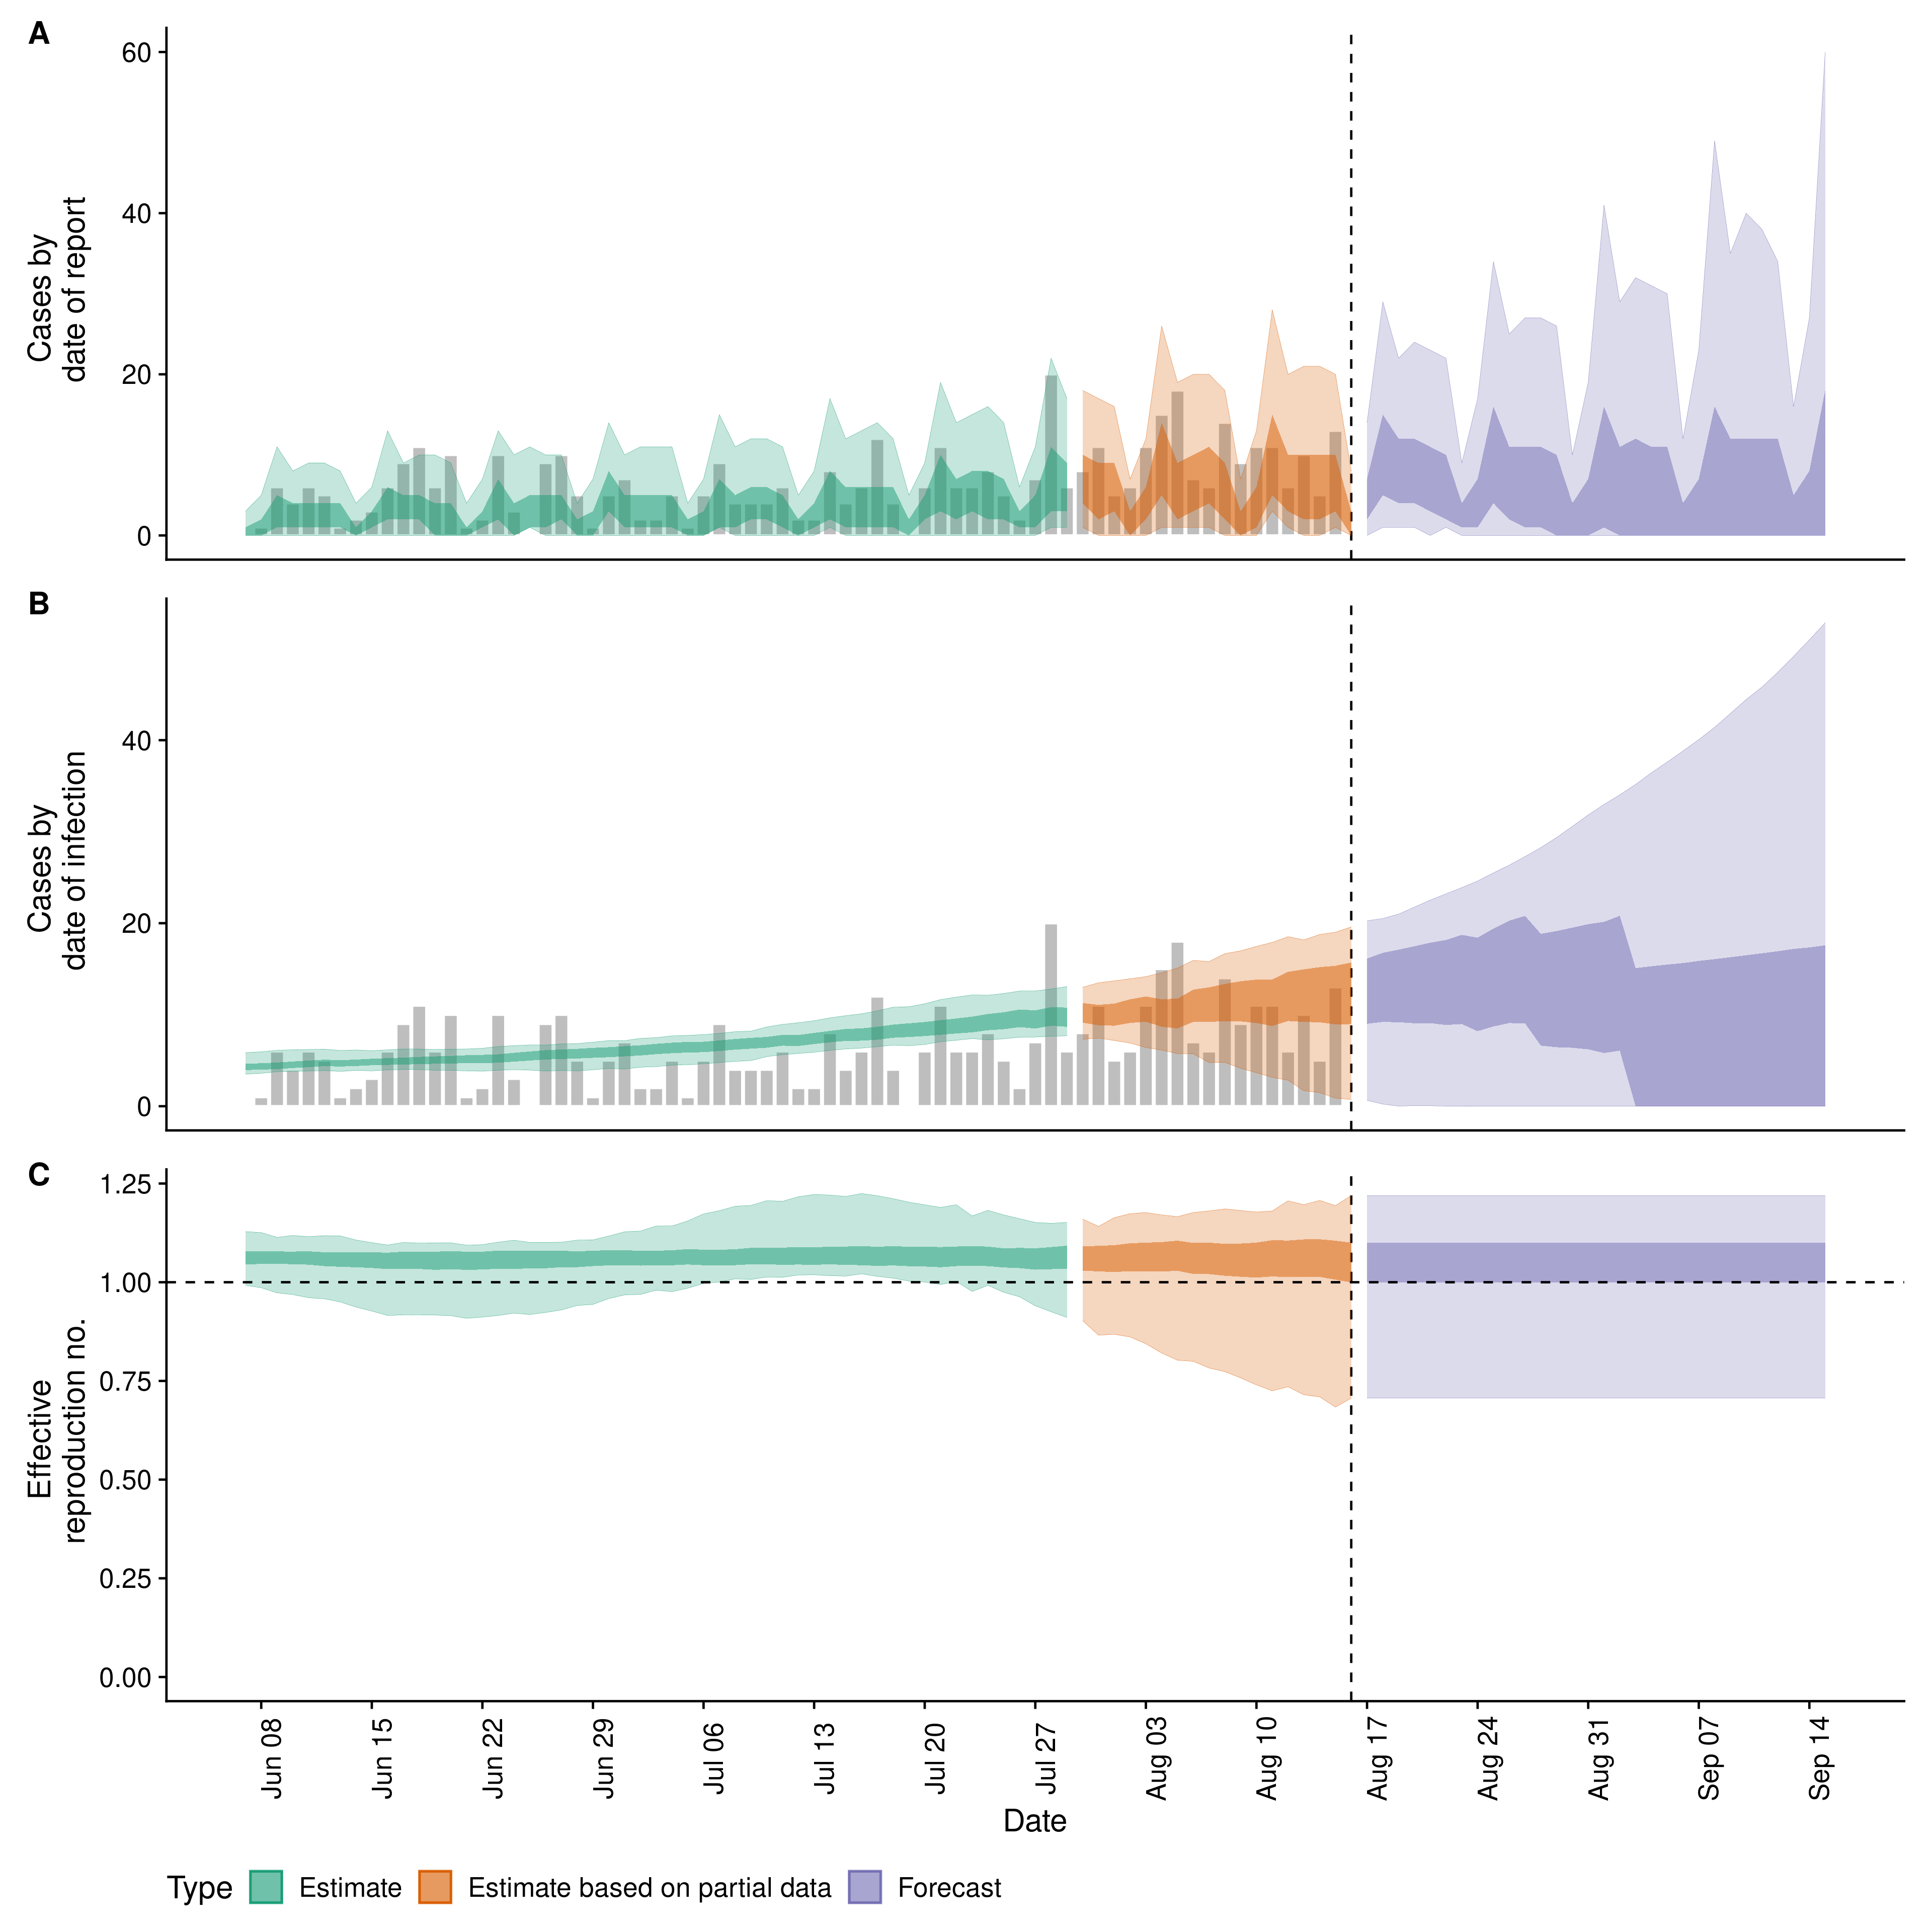 A
60
40
20
0
Cases by
date of report
B
40
20
0
Cases by
date of infection
C
1.25
1.00
0.75
0.50
0.25
0.00
Effective
reproduction no.
Jun 08
Jun 15
Jun 22
Jun 29
Jul 06
Jul 13
Jul 20
Jul 27
Aug 03
Aug 10
Aug 17
Aug 24
Aug 31
Sep 07
Sep 14
Date
Type Estimate Estimate based on partial data Forecast